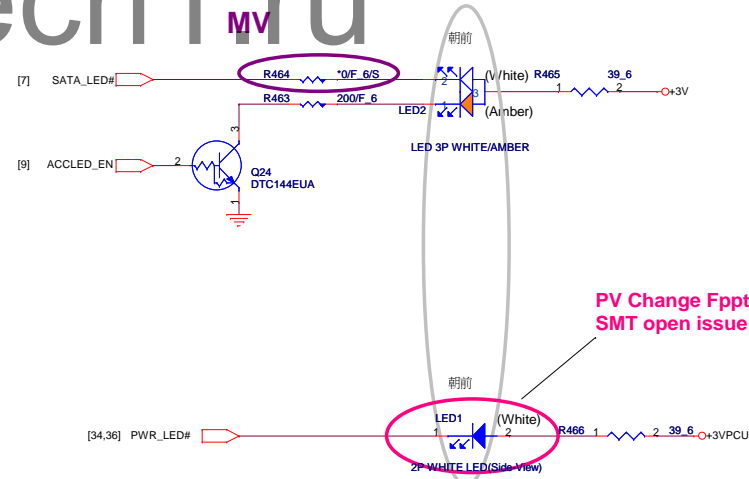 MV
朝前
[7] SATA_LED# R464 *0/F_6/S 2 (White) R465 39_6
3 1 2 +3V
R463 200/F_6 LED2 1 (Amber)
LED 3P WHITE/AMBER
3
[9] ACCLED_EN 2 Q24
DTC144EUA
1
PV Change Fppt
SMT open issue
朝前
LED1 (White)
[34,36] PWR_LED# 1 2 R466 1 2 39_6 +3VPCU
2P WHITE LED(Side View)